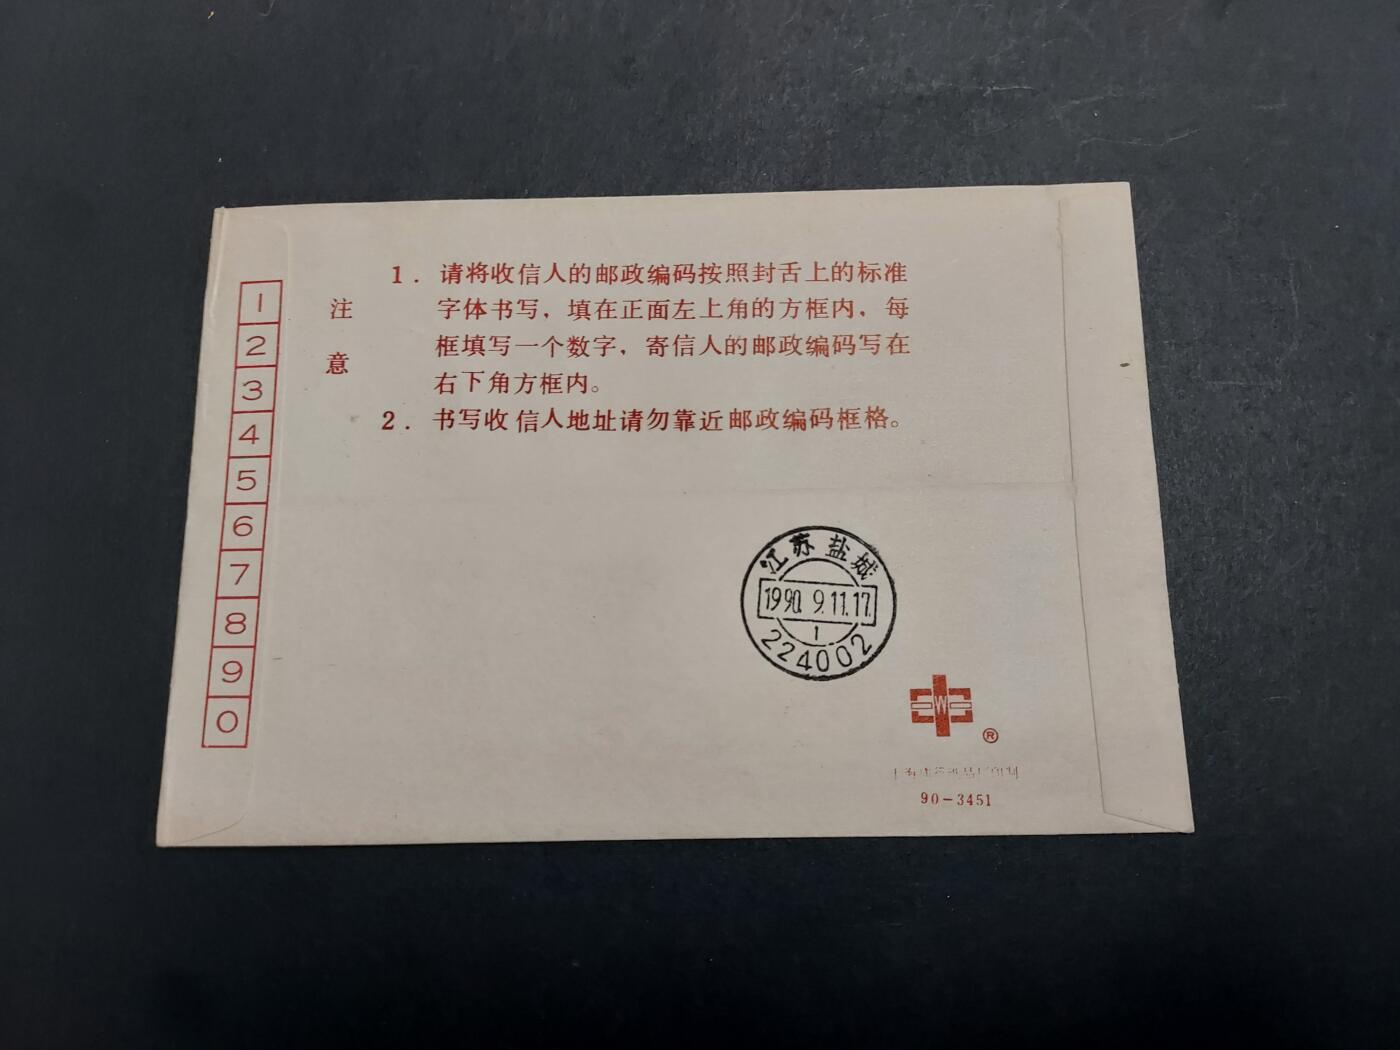 1
2
3
4
5
6
7
8
9
0
注
意
1. 请将收信人的邮政编码按照封舌上的标准
字体书写，填在正面左上角的方框内，每
框填写一个数字，寄信人的邮政编码写在
右下角方框内。
2. 书写收信人地址请勿靠近邮政编码框格。
江苏盐城
1990.9.11.17
1
224002
W
®
90-3451